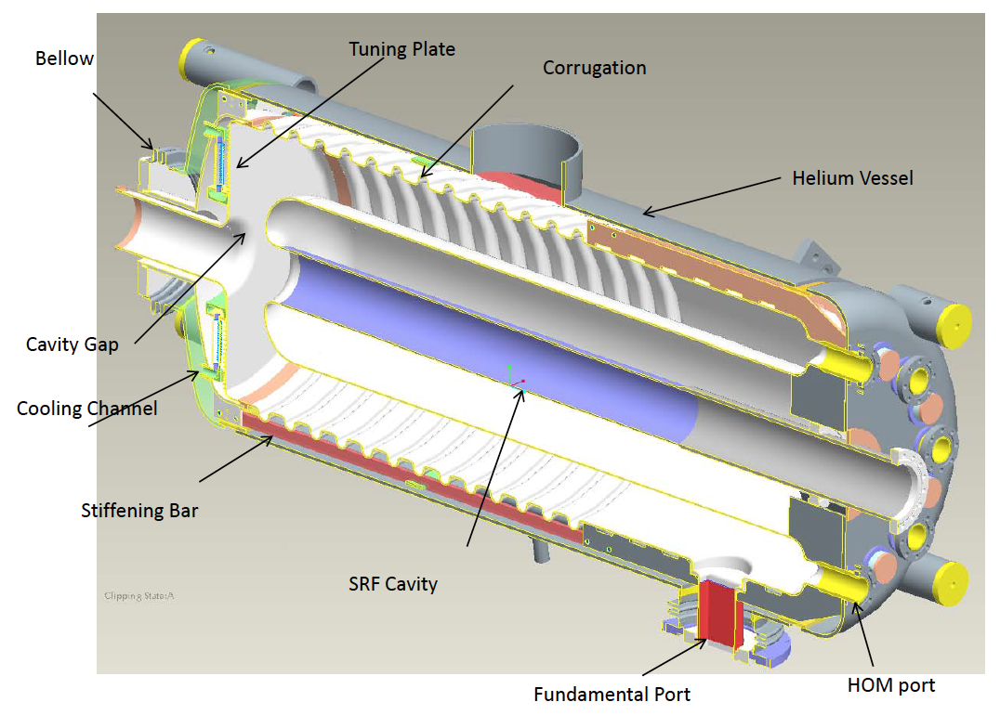 Tuning Plate
Bellow
Corrugation
Helium Vessel
Cavity Gap
Cooling Channel
Stiffening Bar
SRF Cavity
Clipping State:A
HOM port
Fundamental Port